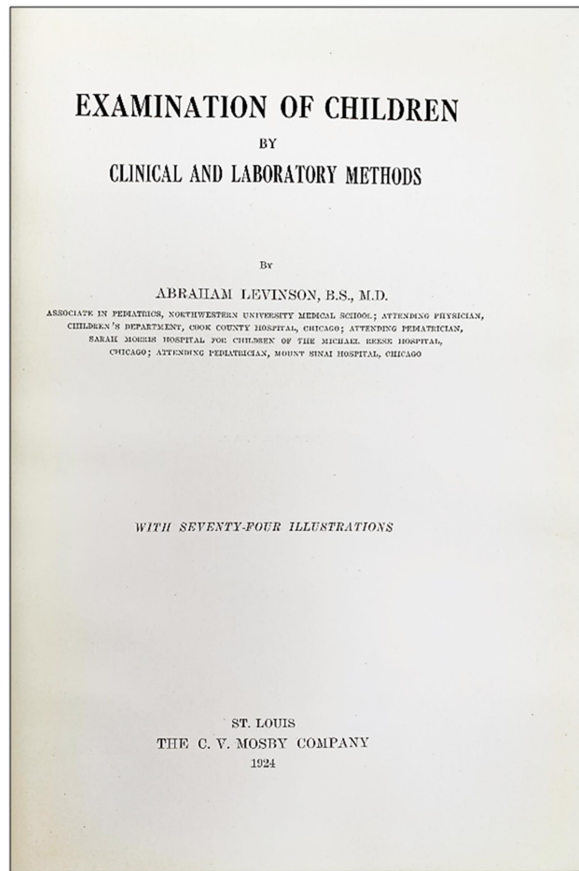 EXAMINATION OF CHILDREN
BY
CLINICAL AND LABORATORY METHODS
BY
ABRAHAM LEVINSON, B.S., M.D.
ASSOCIATE IN PEDIATRICS, NORTHWESTERN UNIVERSITY MEDICAL SCHOOL; ATTENDING PHYSICIAN,
CHILDREN'S DEPARTMENT, COOK COUNTY HOSPITAL, CHICAGO; ATTENDING PEDIATRICIAN,
SARAH MORRIS HOSPITAL FOR CHILDREN OF THE MICHAEL REESE HOSPITAL,
CHICAGO; ATTENDING PEDIATRICIAN, MOUNT SINAI HOSPITAL, CHICAGO
WITH SEVENTY-FOUR ILLUSTRATIONS
ST. LOUIS
THE C. V. MOSBY COMPANY
1924